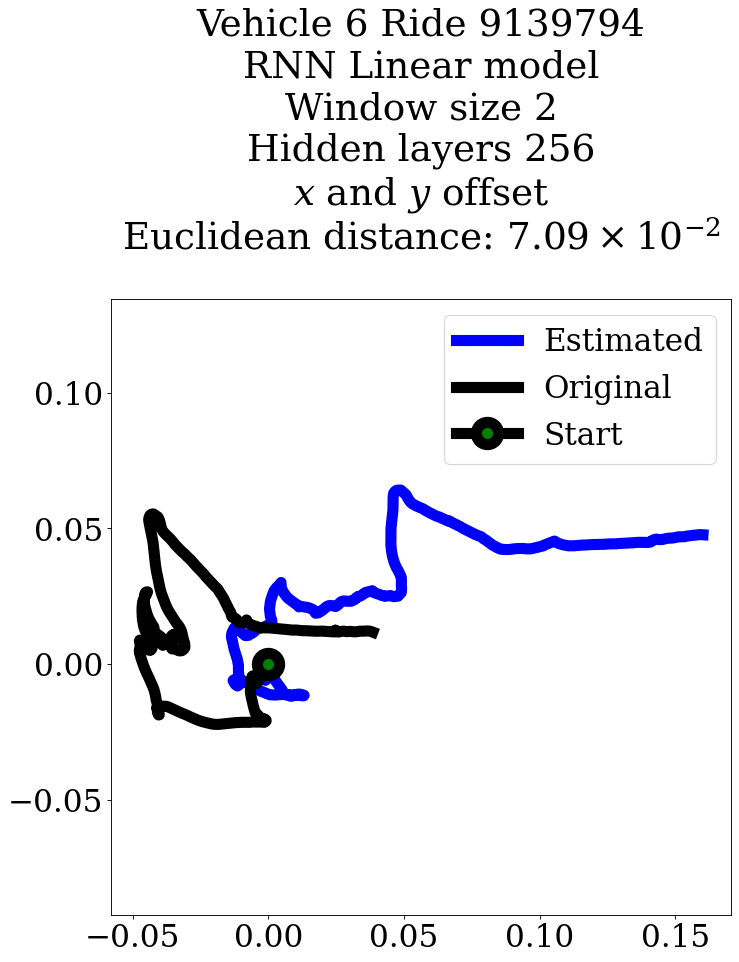 Vehicle 6 Ride 9139794
RNN Linear model
Window size 2
Hidden layers 256
x and y offset
Euclidean distance: 7.09 × 10⁻²
Estimated
Original
Start
0.10
0.05
0.00
−0.05
−0.05 0.00 0.05 0.10 0.15